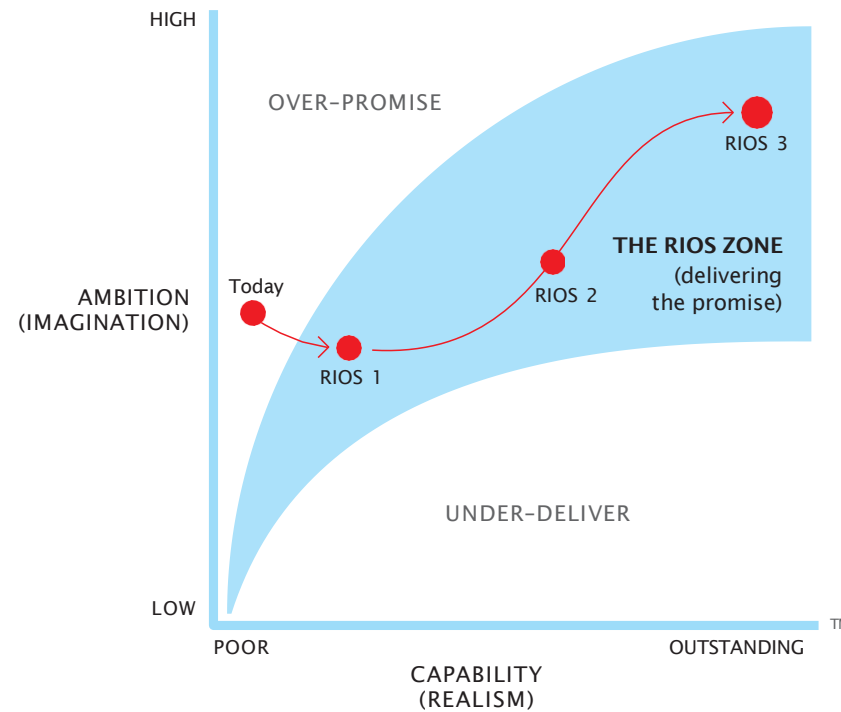 HIGH
OVER-PROMISE
RIOS 3
THE RIOS ZONE
(delivering
the promise)
Today
AMBITION
(IMAGINATION)
RIOS 2
RIOS 1
UNDER-DELIVER
LOW
POOR
OUTSTANDING
CAPABILITY
(REALISM)